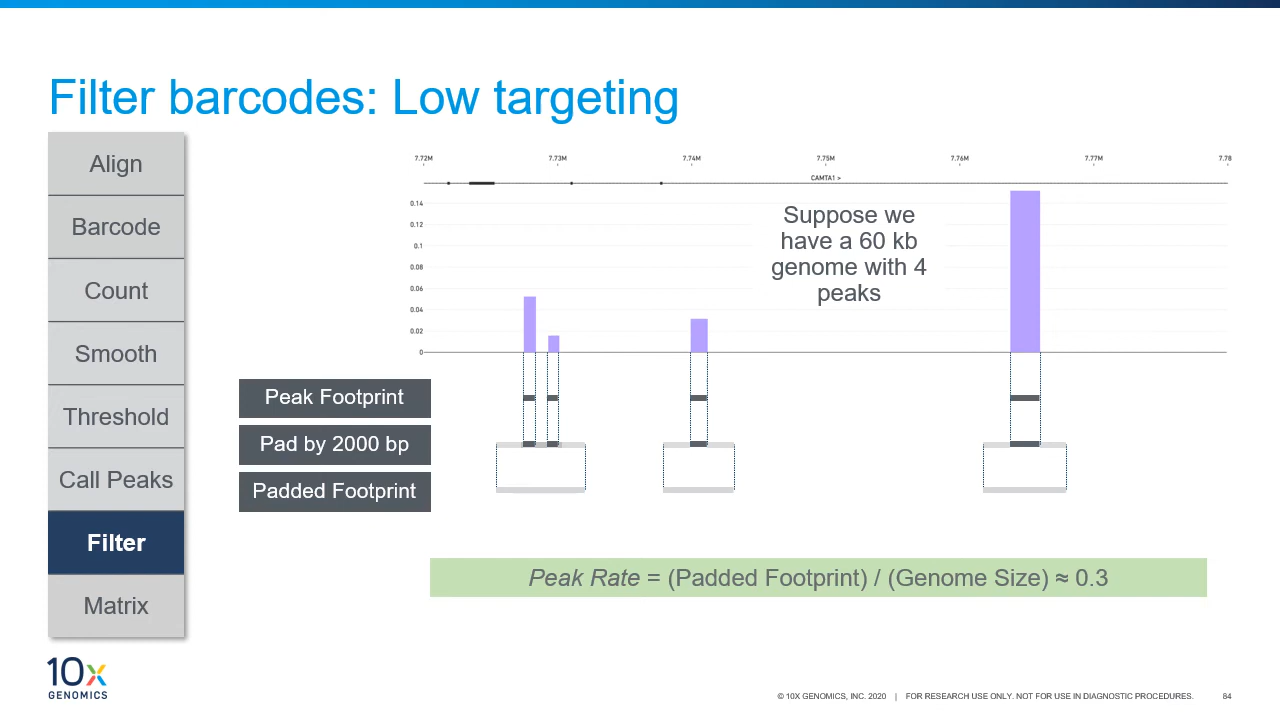 Filter barcodes: Low targeting
Align
Barcode
Count
Smooth
Threshold
Call Peaks
Filter
Matrix
7.72M 7.73M 7.74M 7.75M 7.76M 7.77M 7.78
CAMTA1 >
0.14
0.12
0.1
0.08
0.06
0.04
0.02
0
Suppose we
have a 60 kb
genome with 4
peaks
Peak Footprint
Pad by 2000 bp
Padded Footprint
Peak Rate = (Padded Footprint) / (Genome Size) ≈ 0.3
10x
GENOMICS
© 10X GENOMICS, INC. 2020 | FOR RESEARCH USE ONLY. NOT FOR USE IN DIAGNOSTIC PROCEDURES. 84